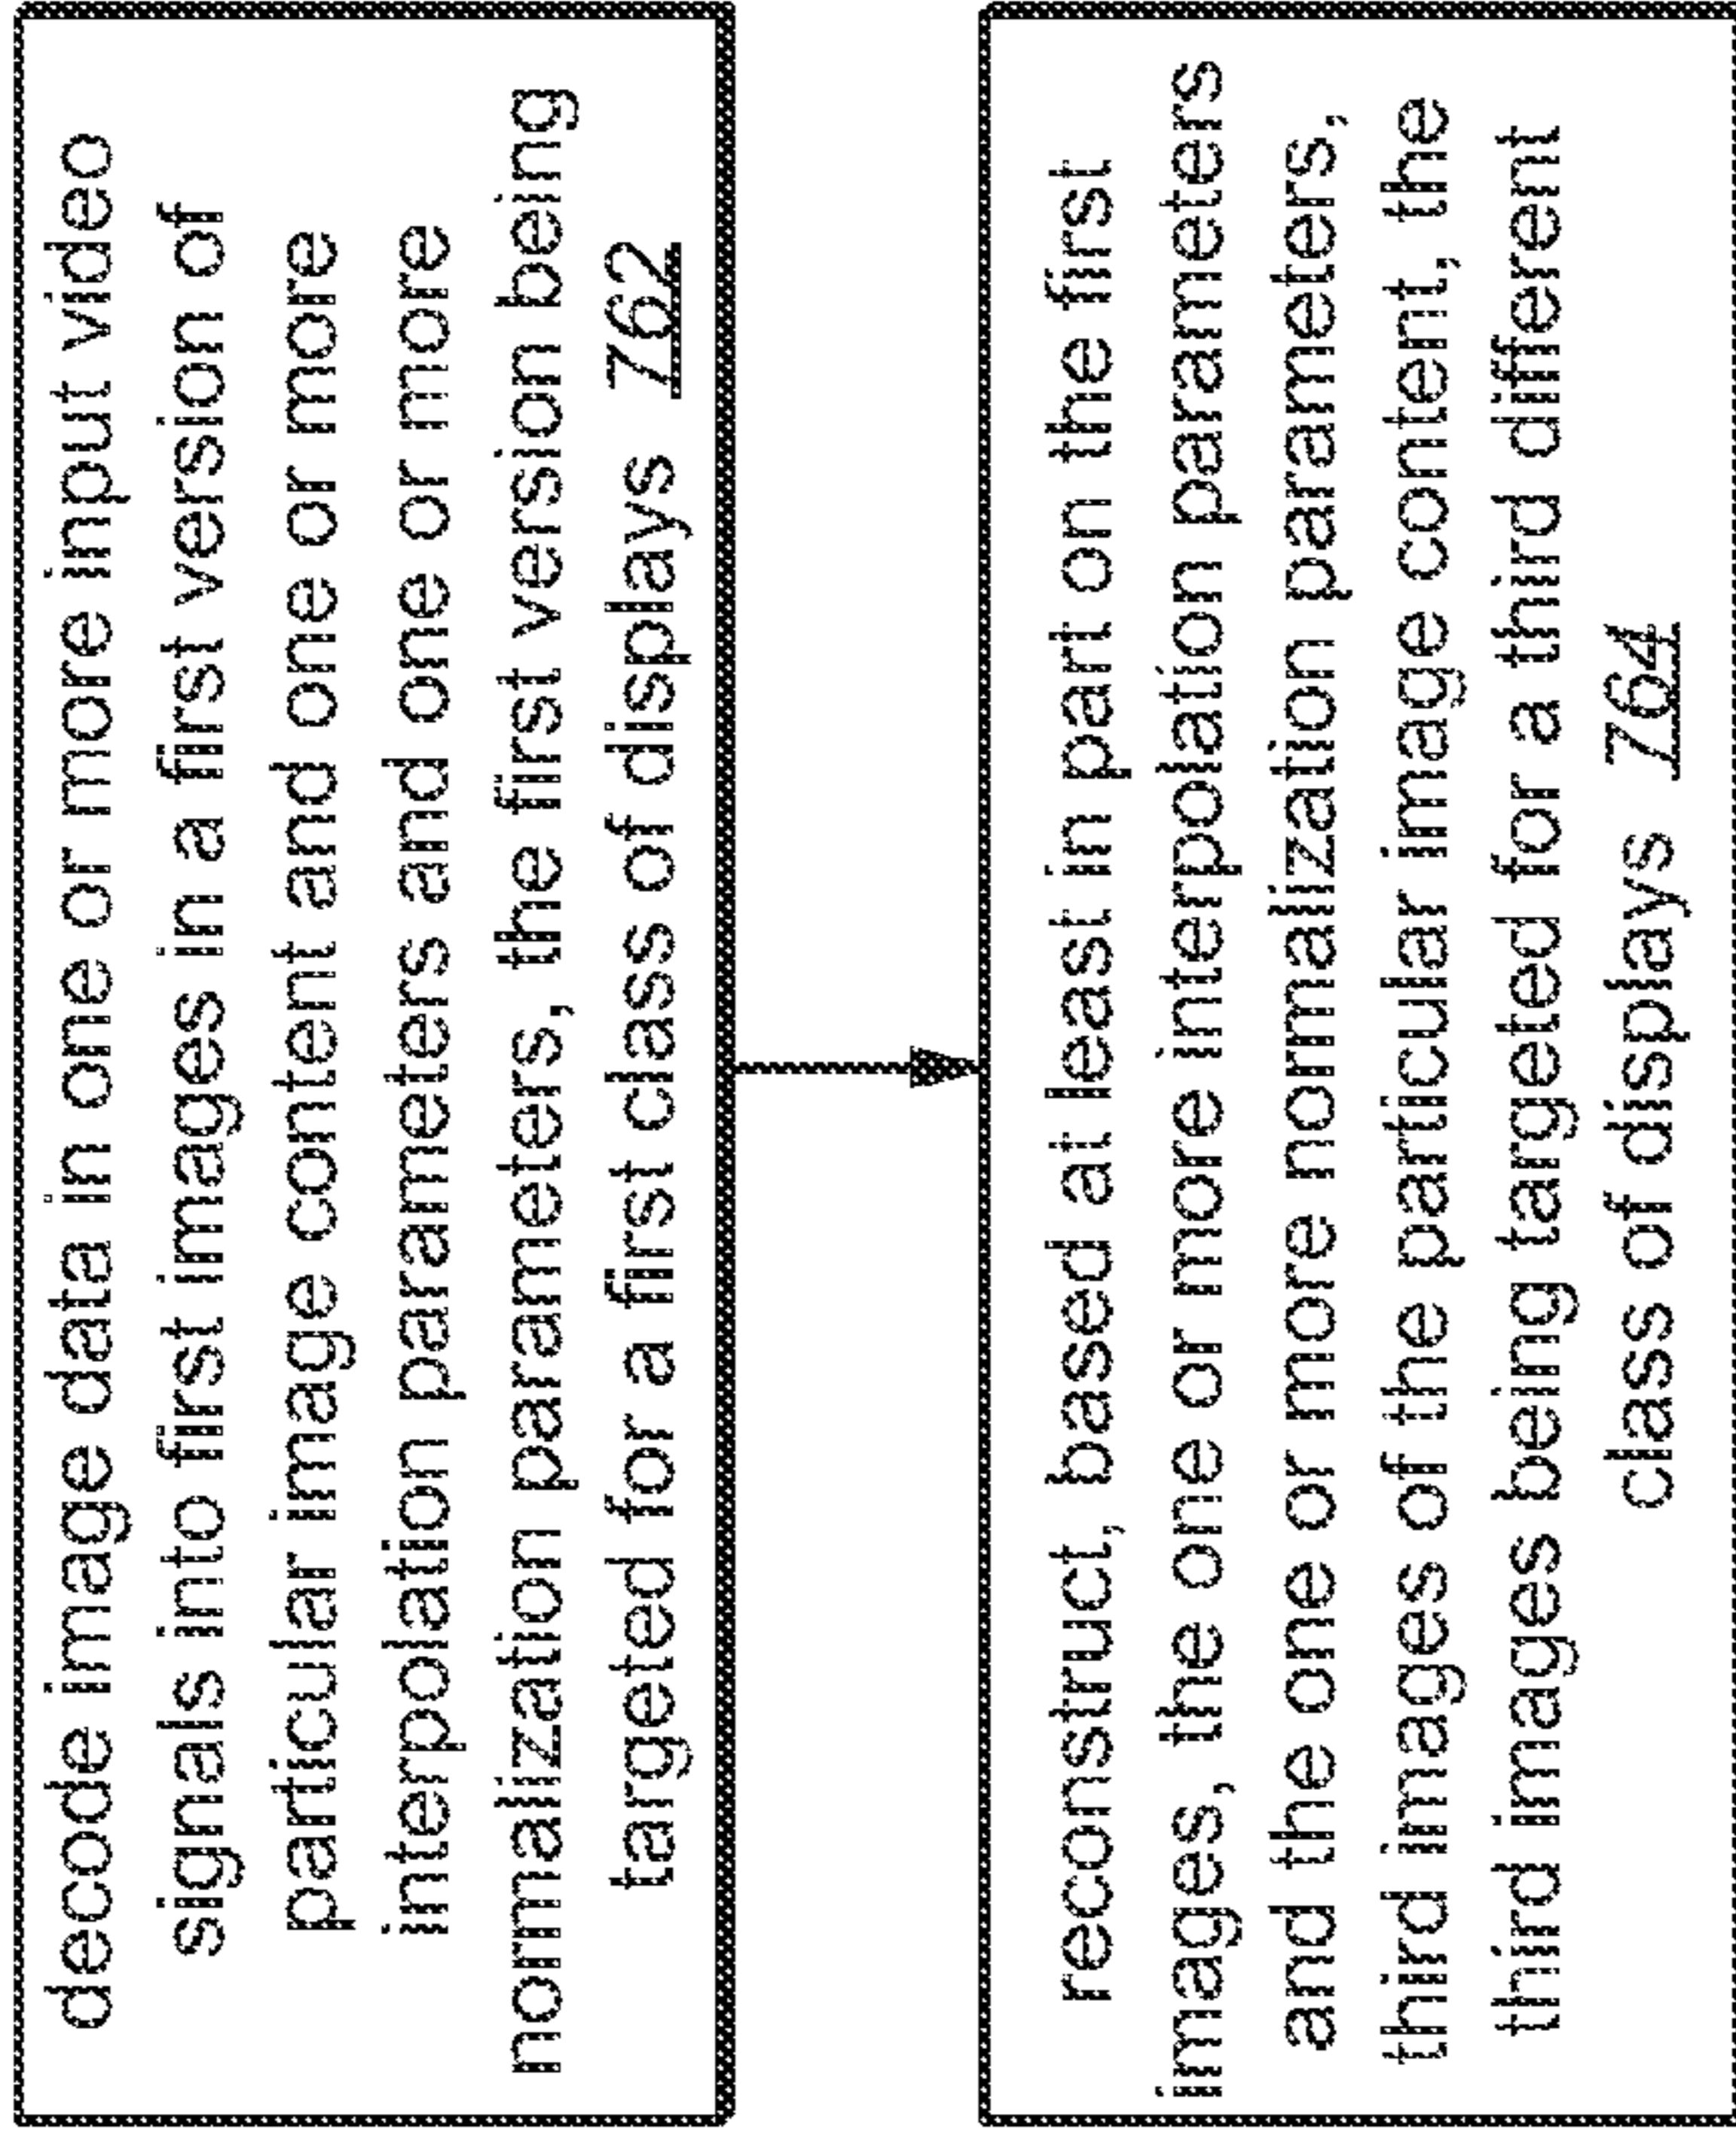 decode image data in one or more input video
signals into first images in a first version of
particular image content and one or more
interpolation parameters and one or more
normalization parameters, the first version being
targeted for a first class of displays 762
reconstruct, based at least in part on the first
images, the one or more interpolation parameters
and the one or more normalization parameters,
third images of the particular image content, the
third images being targeted for a third different
class of displays 764